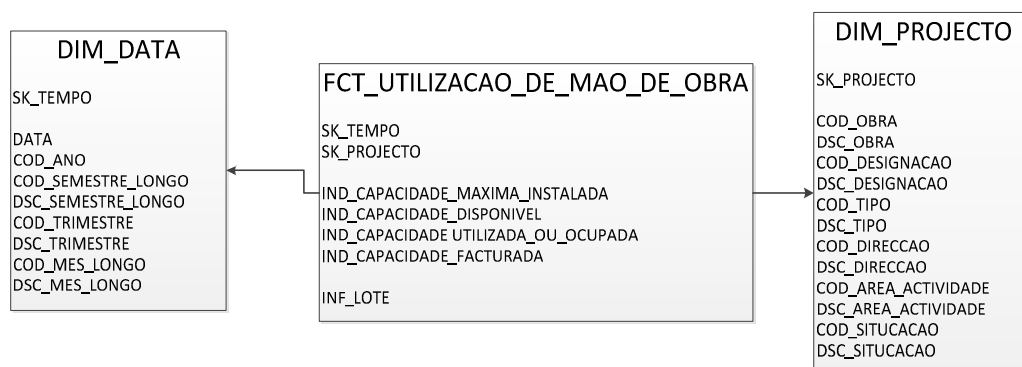 DIM_DATA
SK_TEMPO
DATA
COD_ANO
COD_SEMESTRE_LONGO
DSC_SEMESTRE_LONGO
COD_TRIMESTRE
DSC_TRIMESTRE
COD_MES_LONGO
DSC_MES_LONGO
FCT_UTILIZACAO_DE_MAO_DE_OBRA
SK_TEMPO
SK_PROJECTO
IND_CAPACIDADE_MAXIMA_INSTALADA
IND_CAPACIDADE_DISPONIVEL
IND_CAPACIDADE UTILIZADA_OU_OCUPADA
IND_CAPACIDADE_FACTURADA
INF_LOTE
DIM_PROJECTO
SK_PROJECTO
COD_OBRA
DSC_OBRA
COD_DESIGNACAO
DSC_DESIGNACAO
COD_TIPO
DSC_TIPO
COD_DIRECCAO
DSC_DIRECCAO
COD_AREA_ACTIVIDADE
DSC_AREA_ACTIVIDADE
COD_SITUCACAO
DSC_SITUCACAO